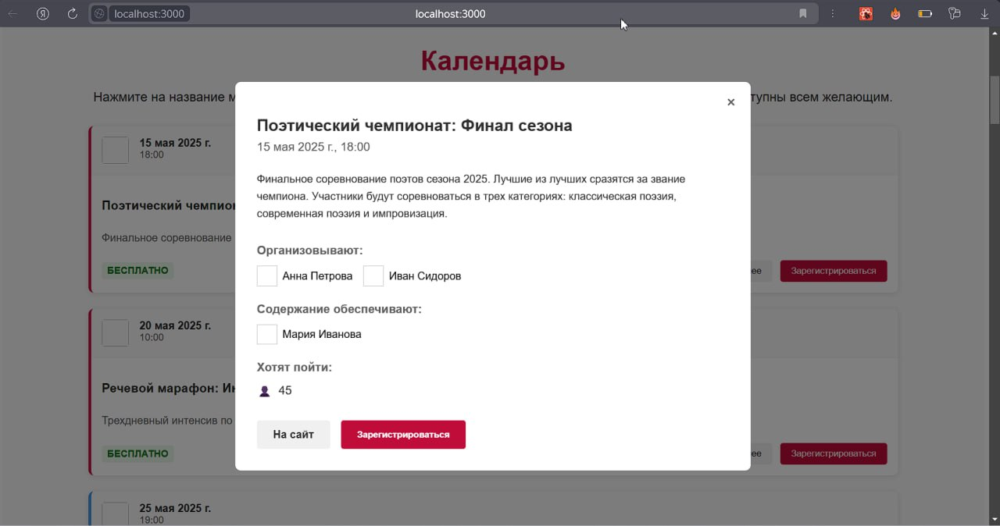 localhost:3000
localhost:3000
Календарь
Нажмите на название
тупны всем желающим.
15 мая 2025 г.
18:00
Поэтический
Финальное соревнование
БЕСПЛАТНО
ее
Зарегистрироваться
×
Поэтический чемпионат: Финал сезона
15 мая 2025 г., 18:00
Финальное соревнование поэтов сезона 2025. Лучшие из лучших сразятся за звание
чемпиона. Участники будут соревноваться в трех категориях: классическая поэзия,
современная поэзия и импровизация.
Организовывают:
Анна Петрова
Иван Сидоров
Содержание обеспечивают:
Мария Иванова
Хотят пойти:
45
На сайт
Зарегистрироваться
20 мая 2025 г.
10:00
Речевой марафон:
Трехдневный интенсив по
БЕСПЛАТНО
ее
Зарегистрироваться
25 мая 2025 г.
19:00